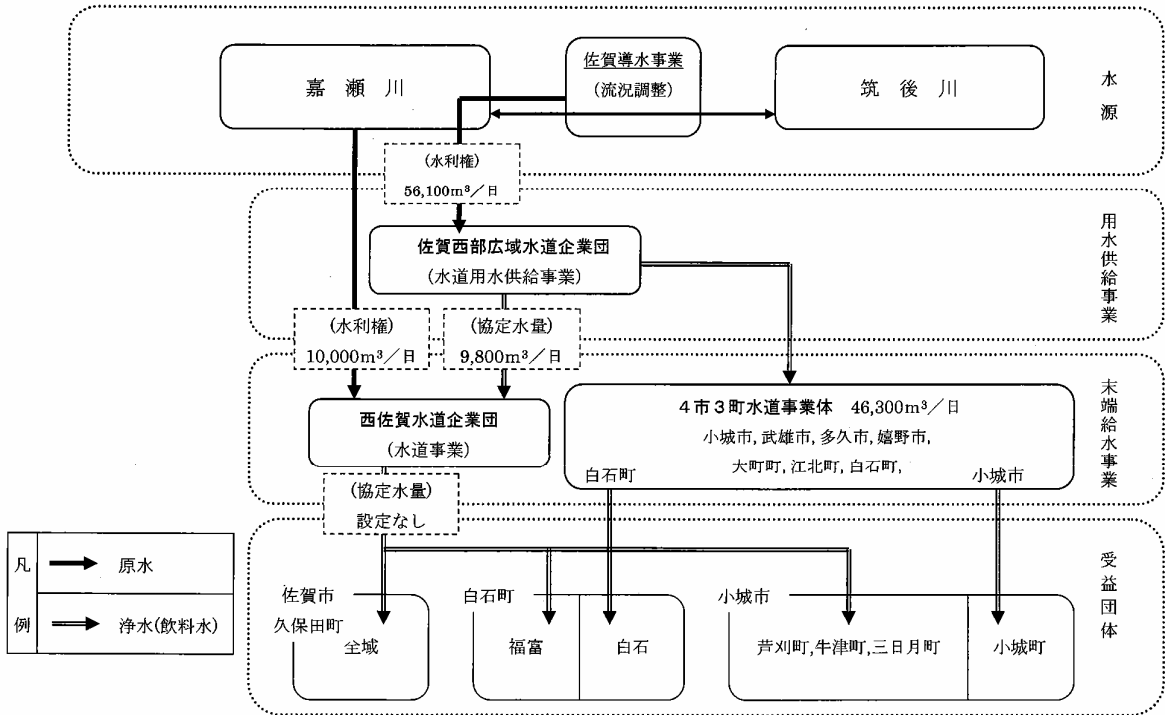 嘉瀬川
佐賀導水事業
(流況調整)
筑後川
水源
(水利権)
56,100m³／日
佐賀西部広域水道企業団
(水道用水供給事業)
用水供給事業
(水利権)
10,000m³／日
(協定水量)
9,800m³／日
西佐賀水道企業団
(水道事業)
4市3町水道事業体 46,300m³／日
小城市, 武雄市, 多久市, 嬉野市,
大町町, 江北町, 白石町,
白石町
小城市
末端給水事業
(協定水量)
設定なし
凡例
原水
浄水(飲料水)
佐賀市
久保田町
全域
白石町
福富
白石
小城市
芦刈町, 牛津町, 三日月町
小城町
受益団体